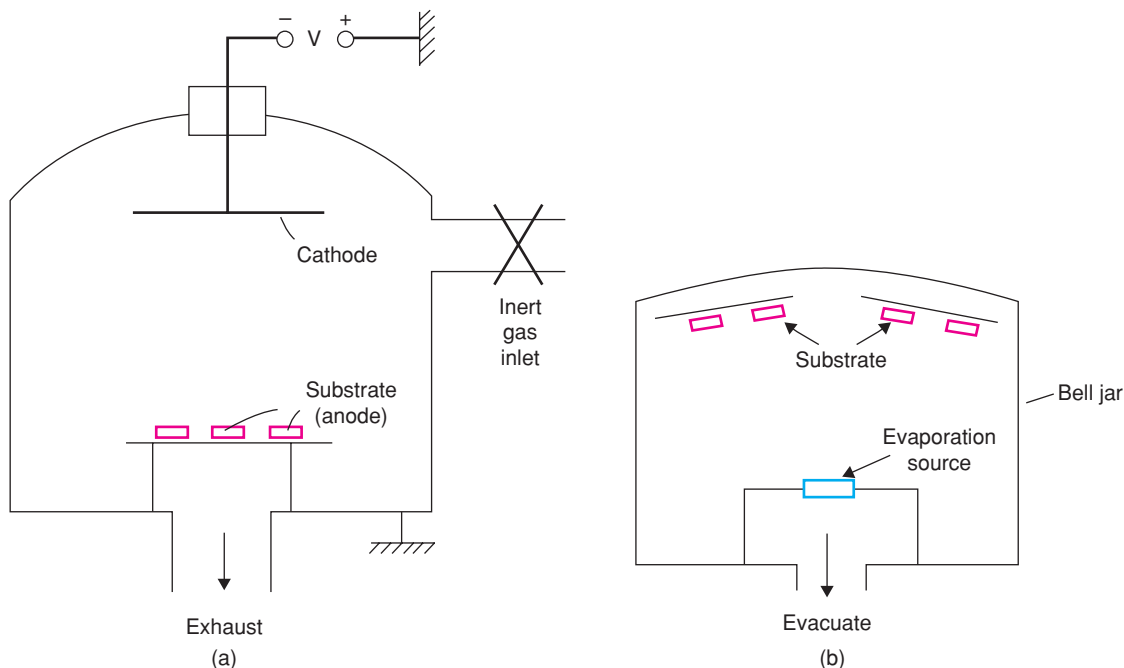 − V +
Cathode
Inert
gas
inlet
Substrate
(anode)
Exhaust
(a)
Substrate
Bell jar
Evaporation
source
Evacuate
(b)